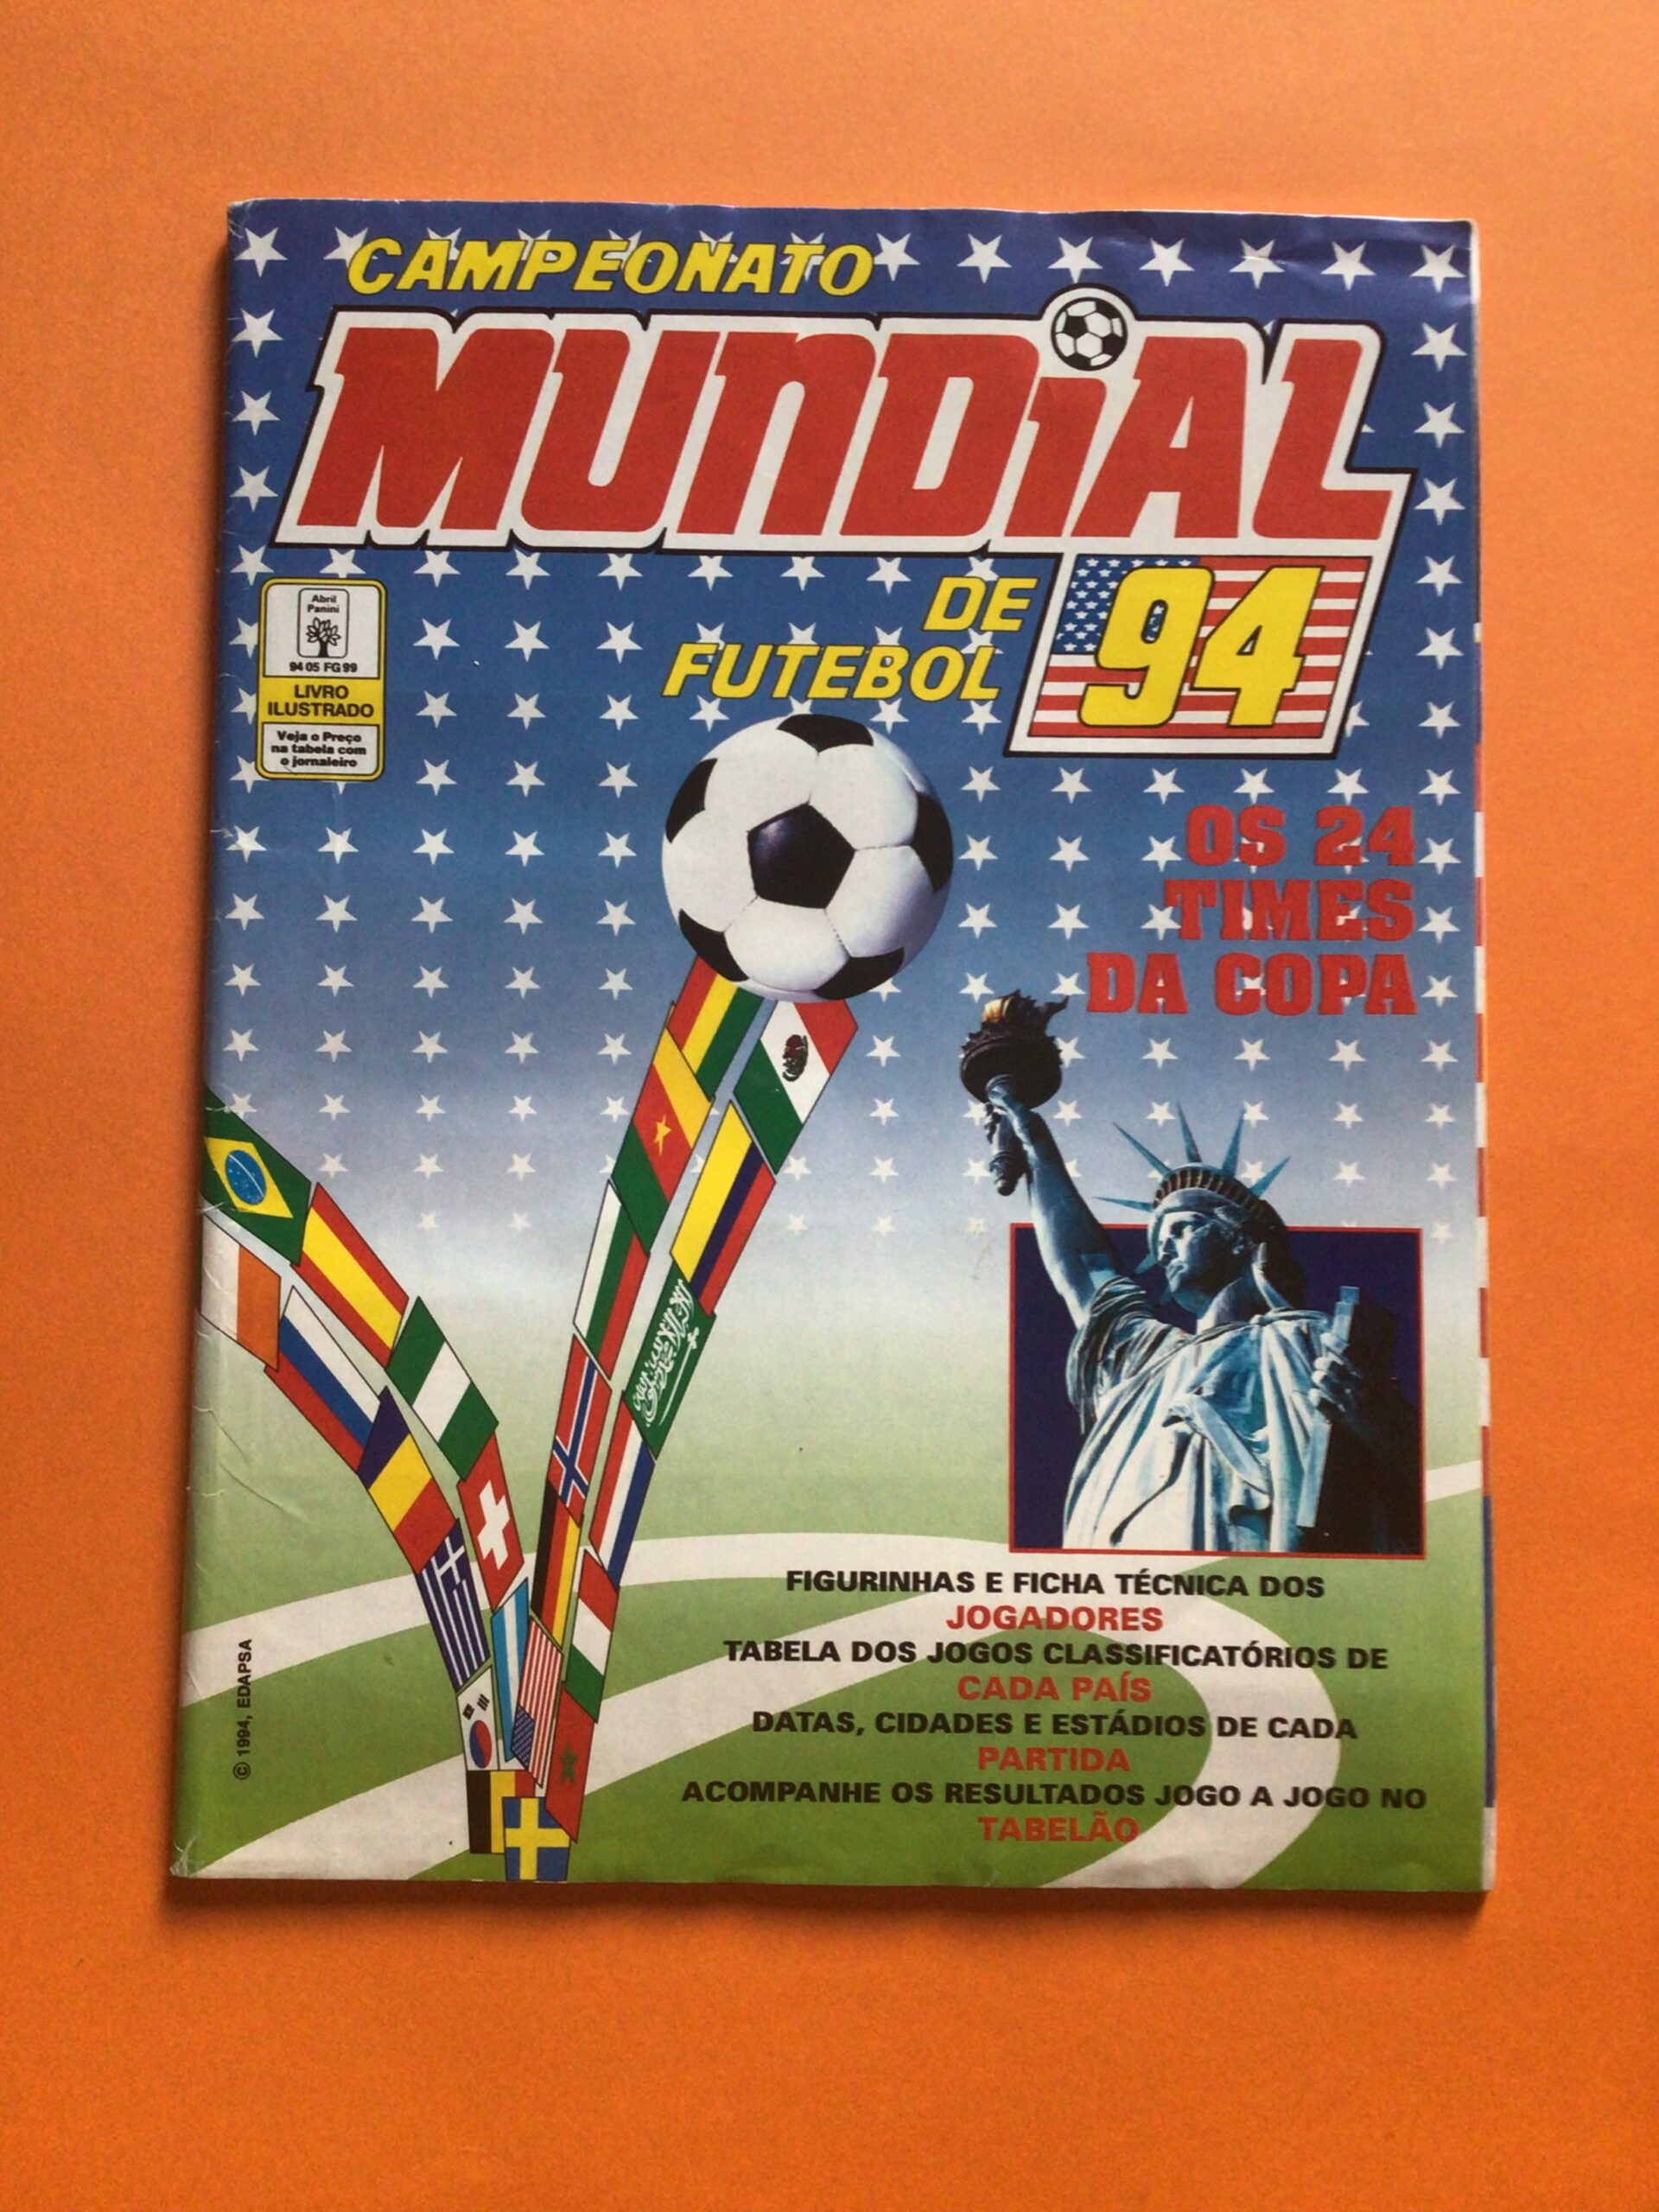 CAMPEONATO
MUNDiAL
DE
FUTEBOL
94
Abril
Panini
94 05 FG 99
LIVRO
ILUSTRADO
Veja o Preço
na tabela com
o jornaleiro
OS 24
TIMES
DA COPA
FIGURINHAS E FICHA TÉCNICA DOS
JOGADORES
TABELA DOS JOGOS CLASSIFICATÓRIOS DE
CADA PAÍS
DATAS, CIDADES E ESTÁDIOS DE CADA
PARTIDA
ACOMPANHE OS RESULTADOS JOGO A JOGO NO
TABELÃO
© 1994, EDAPSA